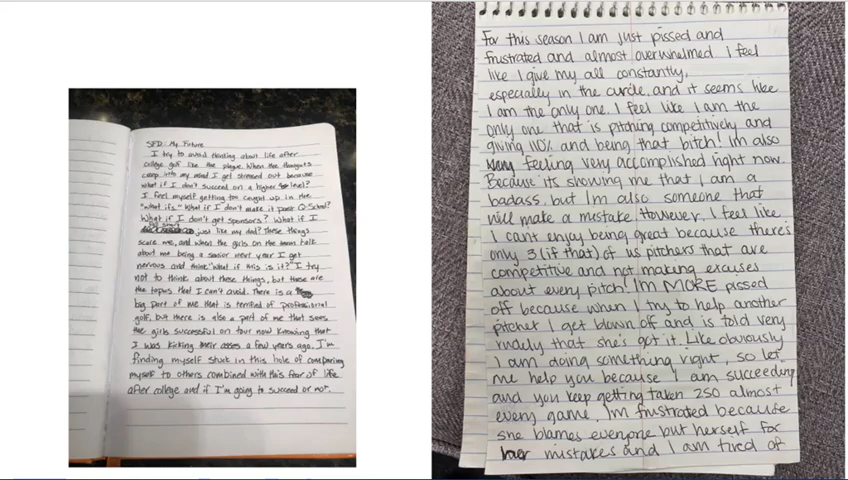 SFD: My Future
I try to avoid thinking about life after
college golf like the plague. When the thoughts
creep into my mind I get stressed out because
what if I don't succeed on a higher level?
I feel myself getting too caught up in the
"what ifs." What if I don't make it past Q-School?
What if I don't get sponsors? What if I
just like my dad? These things
scare me, and when the girls on the team talk
about me being a senior next year I get
nervous and think "What if this is it?" I try
not to think about these things, but these are
the topics that I can't avoid. There is a
big part of me that is terrified of professional
golf, but there is also a part of me that sees
the girls successful on tour now knowing that
I was kicking their asses a few years ago. I'm
finding myself stuck in this hole of comparing
myself to others combined with this fear of life
after college and if I'm going to succeed or not.
For this season I am just pissed and
frustrated and almost overwhelmed. I feel
like I give my all constantly,
especially in the circle, and it seems like
I am the only one. I feel like I am the
only one that is pitching competitively and
giving 110% and being that bitch! Im also
very feeling very accomplished right now.
Because its showing me that I am a
badass, but Im also someone that
will make a mistake. However, I feel like
I cant enjoy being great because there's
only 3 (if that) of us pitchers that are
competitive and not making excuses
about every pitch! Im MORE pissed
off because when I try to help another
pitcher I get blown off and is told very
rudely that she's got it. Like obviously
I am doing something right, so let
me help you because I am succeeding
and you keep getting taken 250 almost
every game. Im frustrated because
she blames everyone but herself for
her mistakes and I am tired of